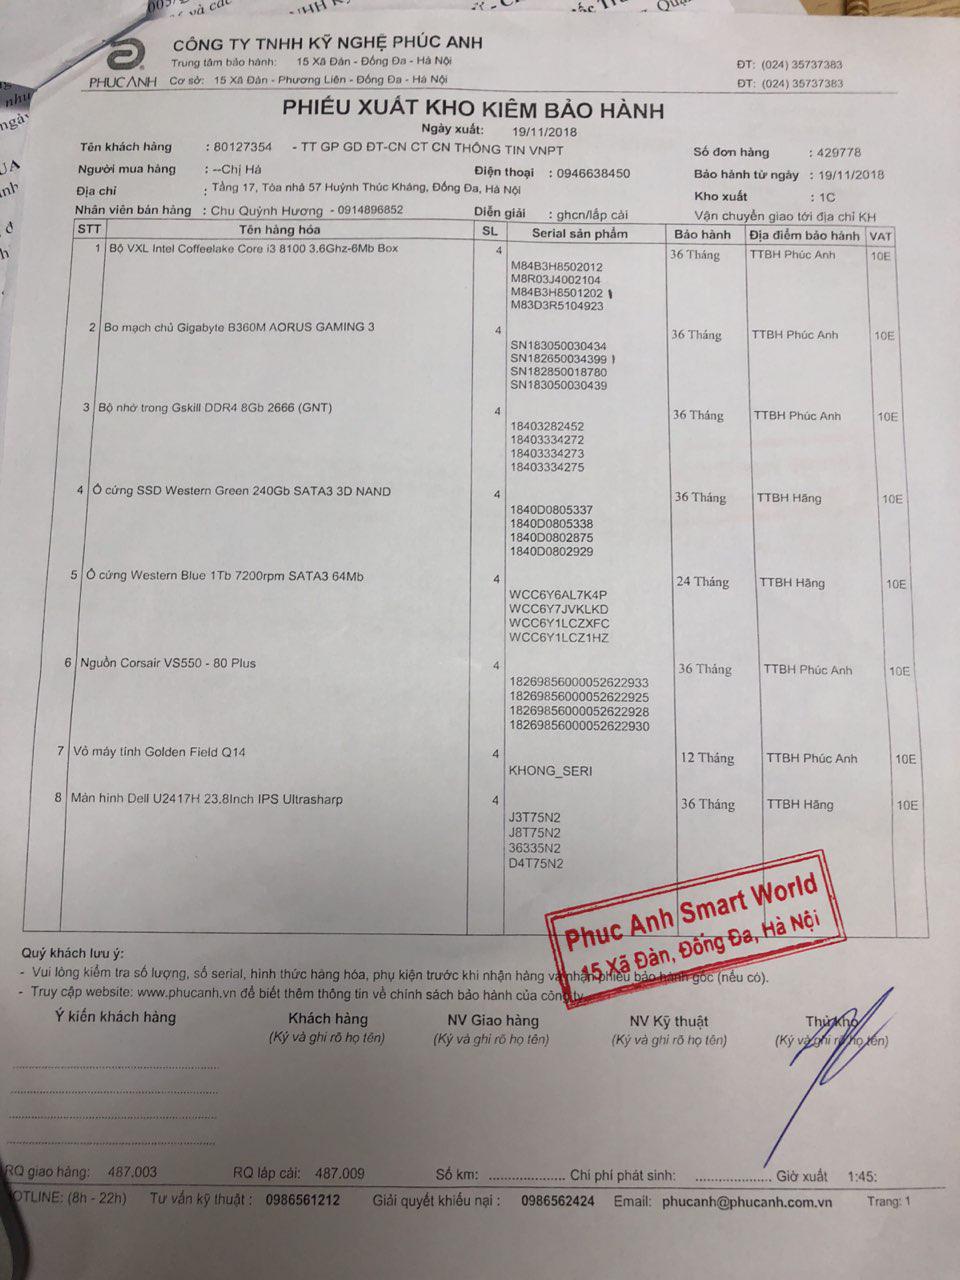 CÔNG TY TNHH KỸ NGHỆ PHÚC ANH
Trung tâm bảo hành: 15 Xã Đàn - Đống Đa - Hà Nội ĐT: (024) 35737383
PHUCANH Cơ sở: 15 Xã Đàn - Phương Liên - Đống Đa - Hà Nội ĐT: (024) 35737383
PHIẾU XUẤT KHO KIÊM BẢO HÀNH
Ngày xuất: 19/11/2018
Tên khách hàng : 80127354 - TT GP GD ĐT-CN CT CN THÔNG TIN VNPT Số đơn hàng : 429778
Người mua hàng : --Chị Hà Điện thoại : 0946638450 Bảo hành từ ngày : 19/11/2018
Địa chỉ : Tầng 17, Tòa nhà 57 Huỳnh Thúc Kháng, Đống Đa, Hà Nội Kho xuất : 1C
Nhân viên bán hàng : Chu Quỳnh Hương - 0914896852 Diễn giải : ghcn/lắp cài Vận chuyển giao tới địa chỉ KH
STT Tên hàng hóa SL Serial sản phẩm Bảo hành Địa điểm bảo hành VAT
1 Bộ VXL Intel Coffeelake Core i3 8100 3.6Ghz-6Mb Box 4 36 Tháng TTBH Phúc Anh 10E
M84B3H8502012
M8R03J4002104
M84B3H8501202
M83D3R5104923
2 Bo mạch chủ Gigabyte B360M AORUS GAMING 3 4 36 Tháng TTBH Phúc Anh 10E
SN183050030434
SN182650034399
SN182850018780
SN183050030439
3 Bộ nhớ trong Gskill DDR4 8Gb 2666 (GNT) 4 36 Tháng TTBH Phúc Anh 10E
18403282452
18403334272
18403334273
18403334275
4 Ổ cứng SSD Western Green 240Gb SATA3 3D NAND 4 36 Tháng TTBH Hãng 10E
1840D0805337
1840D0805338
1840D0802875
1840D0802929
5 Ổ cứng Western Blue 1Tb 7200rpm SATA3 64Mb 4 24 Tháng TTBH Hãng 10E
WCC6Y6AL7K4P
WCC6Y7JVKLKD
WCC6Y1LCZXFC
WCC6Y1LCZ1HZ
6 Nguồn Corsair VS550 - 80 Plus 4 36 Tháng TTBH Phúc Anh 10E
18269856000052622933
18269856000052622925
18269856000052622928
18269856000052622930
7 Vỏ máy tính Golden Field Q14 4 12 Tháng TTBH Phúc Anh 10E
KHONG_SERI
8 Màn hình Dell U2417H 23.8Inch IPS Ultrasharp 4 36 Tháng TTBH Hãng 10E
J3T75N2
J8T75N2
36335N2
D4T75N2
Phuc Anh Smart World
15 Xã Đàn, Đống Đa, Hà Nội
Quý khách lưu ý:
- Vui lòng kiểm tra số lượng, số serial, hình thức hàng hóa, phụ kiện trước khi nhận hàng và nhận phiếu bảo hành gốc (nếu có).
- Truy cập website: www.phucanh.vn để biết thêm thông tin về chính sách bảo hành của công ty.
Ý kiến khách hàng Khách hàng NV Giao hàng NV Kỹ thuật Thủ kho
(Ký và ghi rõ họ tên) (Ký và ghi rõ họ tên) (Ký và ghi rõ họ tên) (Ký và ghi rõ họ tên)
RQ giao hàng: 487.003 RQ lắp cài: 487.009 Số km: .................... Chi phí phát sinh: .................... Giờ xuất 1:45:
HOTLINE: (8h - 22h) Tư vấn kỹ thuật : 0986561212 Giải quyết khiếu nại : 0986562424 Email: phucanh@phucanh.com.vn Trang: 1